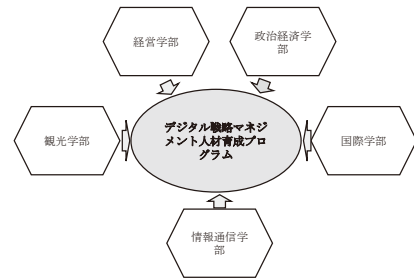 経営学部
政治経済学
部
デジタル戦略マネジ
メント人材育成プロ
グラム
観光学部
国際学部
情報通信学
部